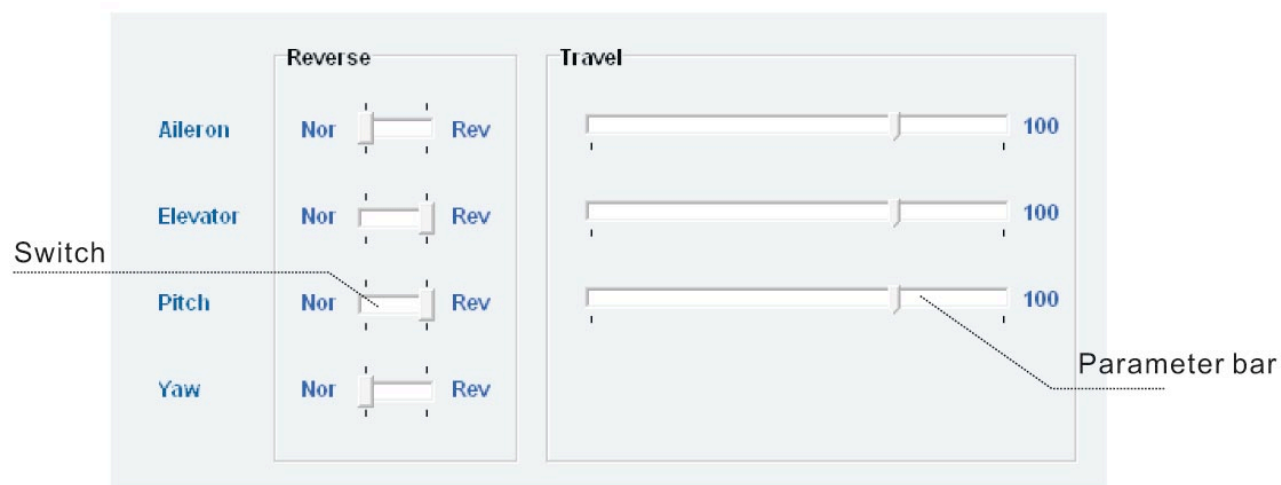 Reverse Travel
Aileron Nor Rev 100
Elevator Nor Rev 100
Switch
Pitch Nor Rev 100
Parameter bar
Yaw Nor Rev